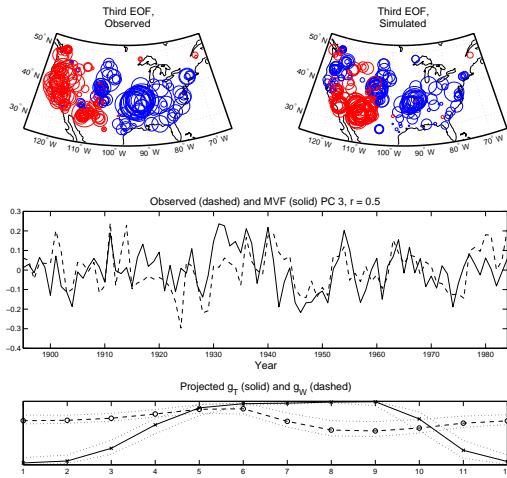 Third EOF,
Observed
Third EOF,
Simulated
50°N
40°N
30°N
120°W
110°W
100°W
90°W
80°W
70°W
50°N
40°N
30°N
120°W
110°W
100°W
90°W
80°W
70°W
Observed (dashed) and MVF (solid) PC 3, r = 0.5
0.3
0.2
0.1
0
−0.1
−0.2
−0.3
−0.4
1900 1910 1920 1930 1940 1950 1960 1970 1980
Year
Projected g_T (solid) and g_W (dashed)
1 2 3 4 5 6 7 8 9 10 11 12